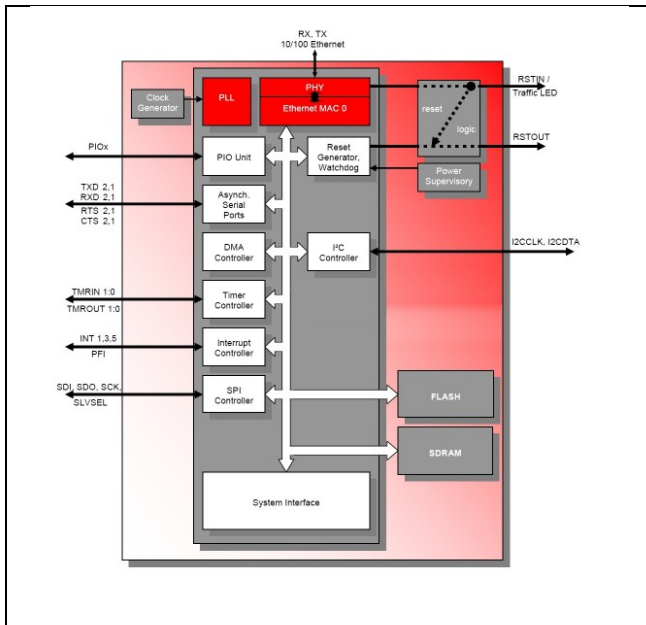 RX, TX
10/100 Ethernet
Clock
Generator
PLL
PHY
Ethernet MAC 0
reset
logic
RSTIN /
Traffic LED
RSTOUT
PIOx
PIO Unit
Reset
Generator,
Watchdog
Power
Supervisory
TXD 2,1
RXD 2,1
RTS 2,1
CTS 2,1
Asynch.
Serial
Ports
DMA
Controller
I²C
Controller
I2CCLK, I2CDTA
TMRIN 1:0
TMROUT 1:0
Timer
Controller
INT 1,3,5
PFI
Interrupt
Controller
SDI, SDO, SCK,
SLVSEL
SPI
Controller
FLASH
SDRAM
System Interface